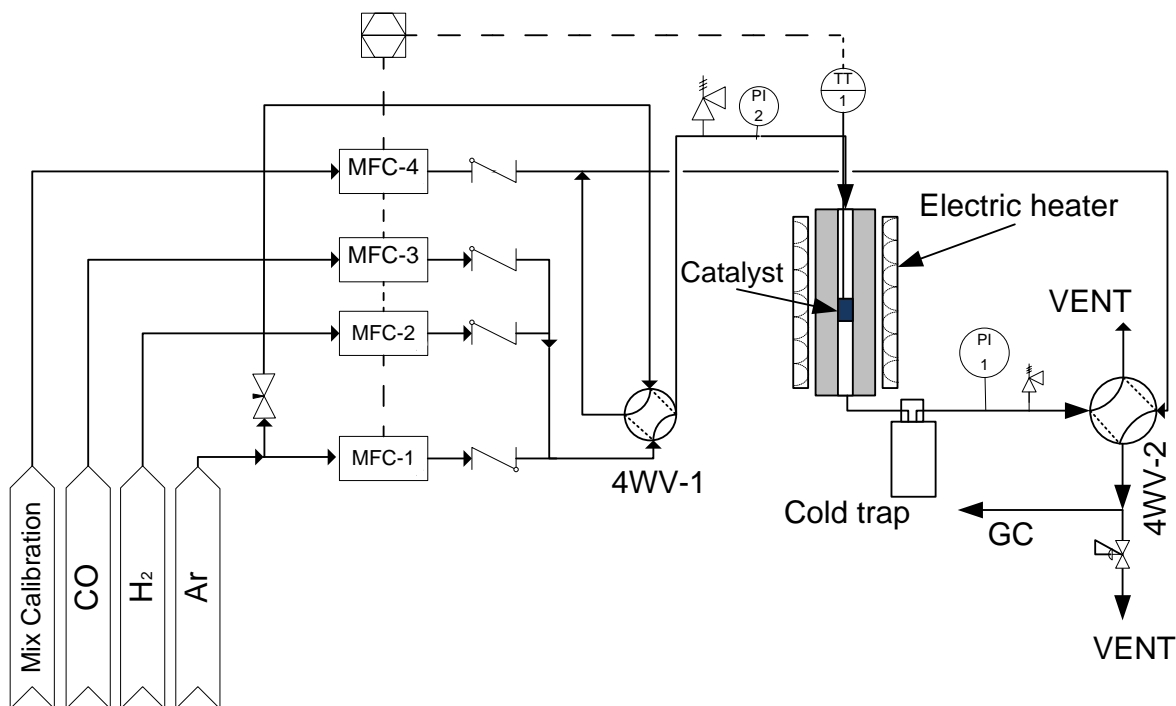 TT
1
PI
2
MFC-4
Electric heater
MFC-3
Catalyst
VENT
MFC-2
PI
1
MFC-1
4WV-1
4WV-2
Cold trap
GC
VENT
Mix Calibration
CO
H₂
Ar